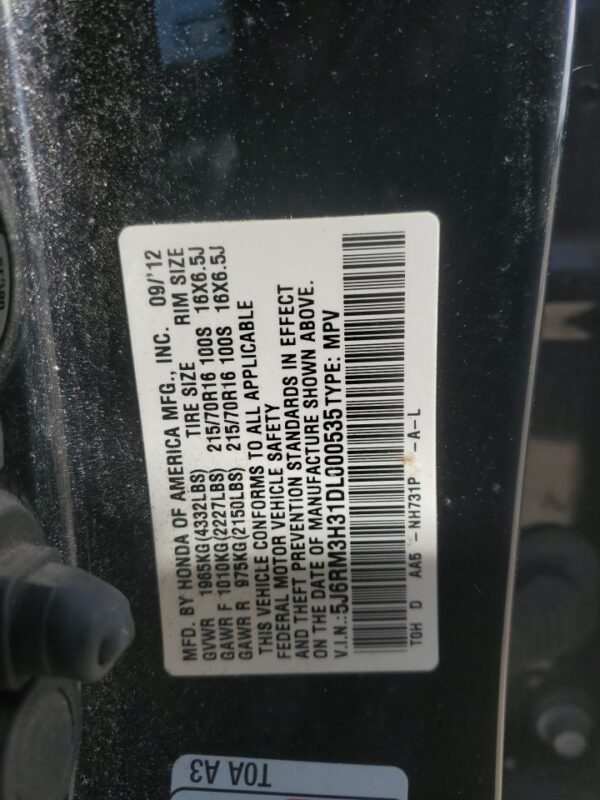 MFD. BY HONDA OF AMERICA MFG., INC. 09/'12
TIRE SIZE RIM SIZE
GVWR 1965KG(4332LBS) 215/70R16 100S 16X6.5J
GAWR F 1010KG(2227LBS) 215/70R16 100S 16X6.5J
GAWR R 975KG(2150LBS)
THIS VEHICLE CONFORMS TO ALL APPLICABLE
FEDERAL MOTOR VEHICLE SAFETY
AND THEFT PREVENTION STANDARDS IN EFFECT
ON THE DATE OF MANUFACTURE SHOWN ABOVE.
V.I.N.:5J6RM3H31DL000535 TYPE: MPV
TOH D AA5 -NH731P -A-L
TOA A3